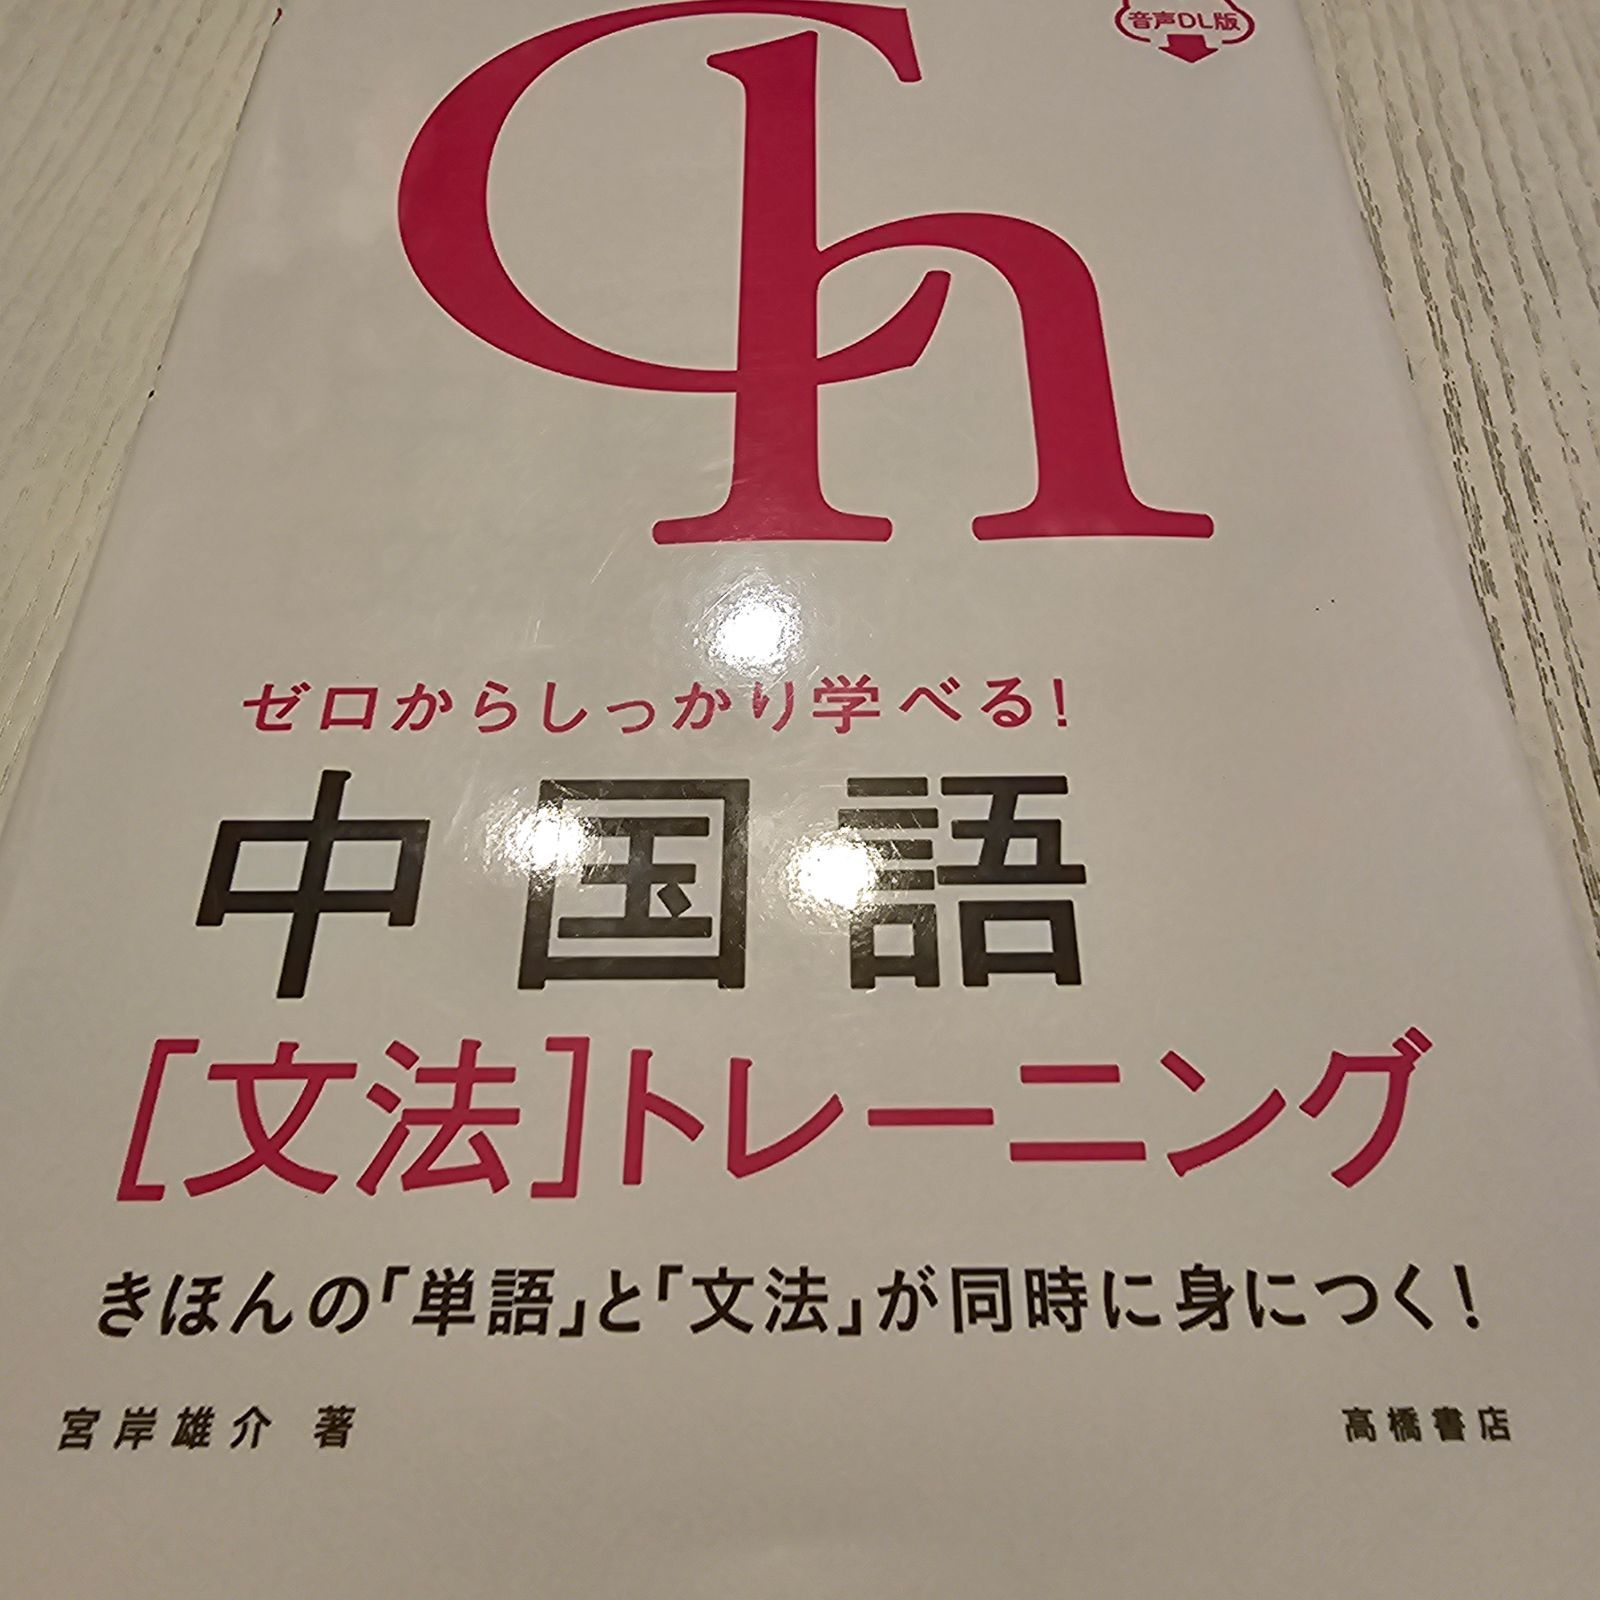 音声DL版
Ch
ゼロからしっかり学べる!
中国語
[文法]トレーニング
きほんの「単語」と「文法」が同時に身につく!
宮岸雄介 著
高橋書店